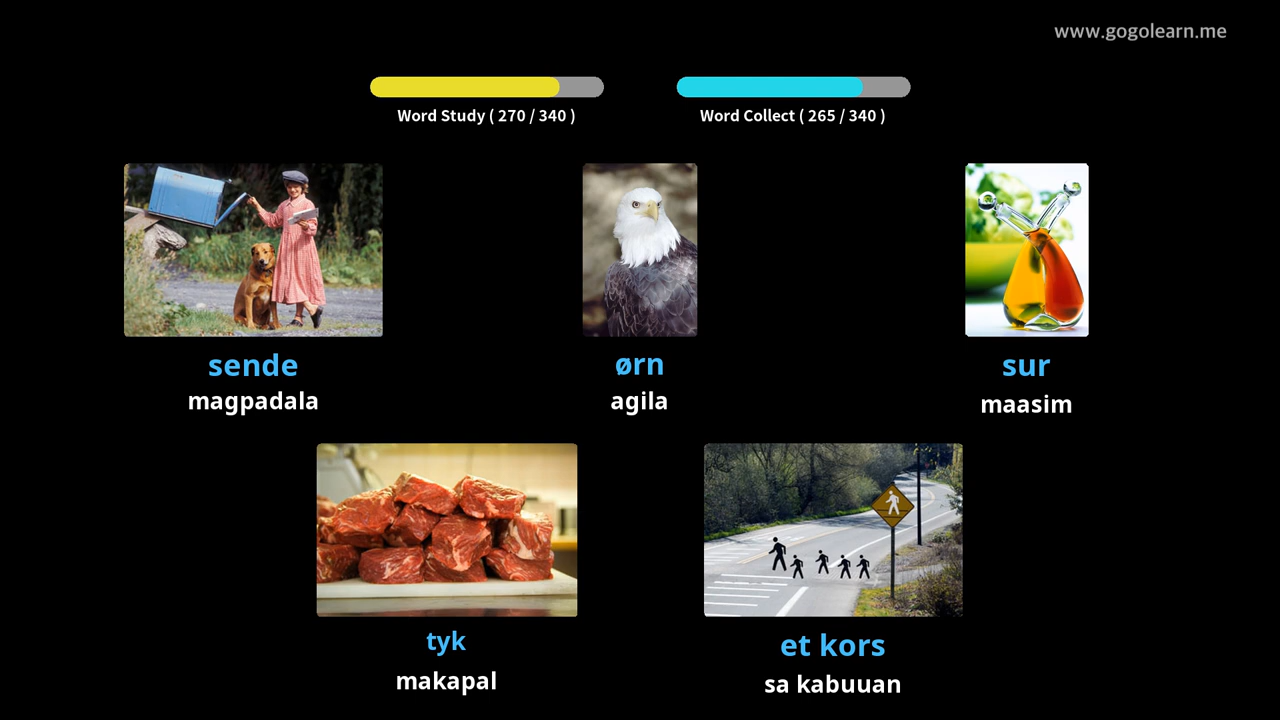 www.gogolearn.me
Word Study ( 270 / 340 )
Word Collect ( 265 / 340 )
sende
magpadala
ørn
agila
sur
maasim
tyk
makapal
et kors
sa kabuuan